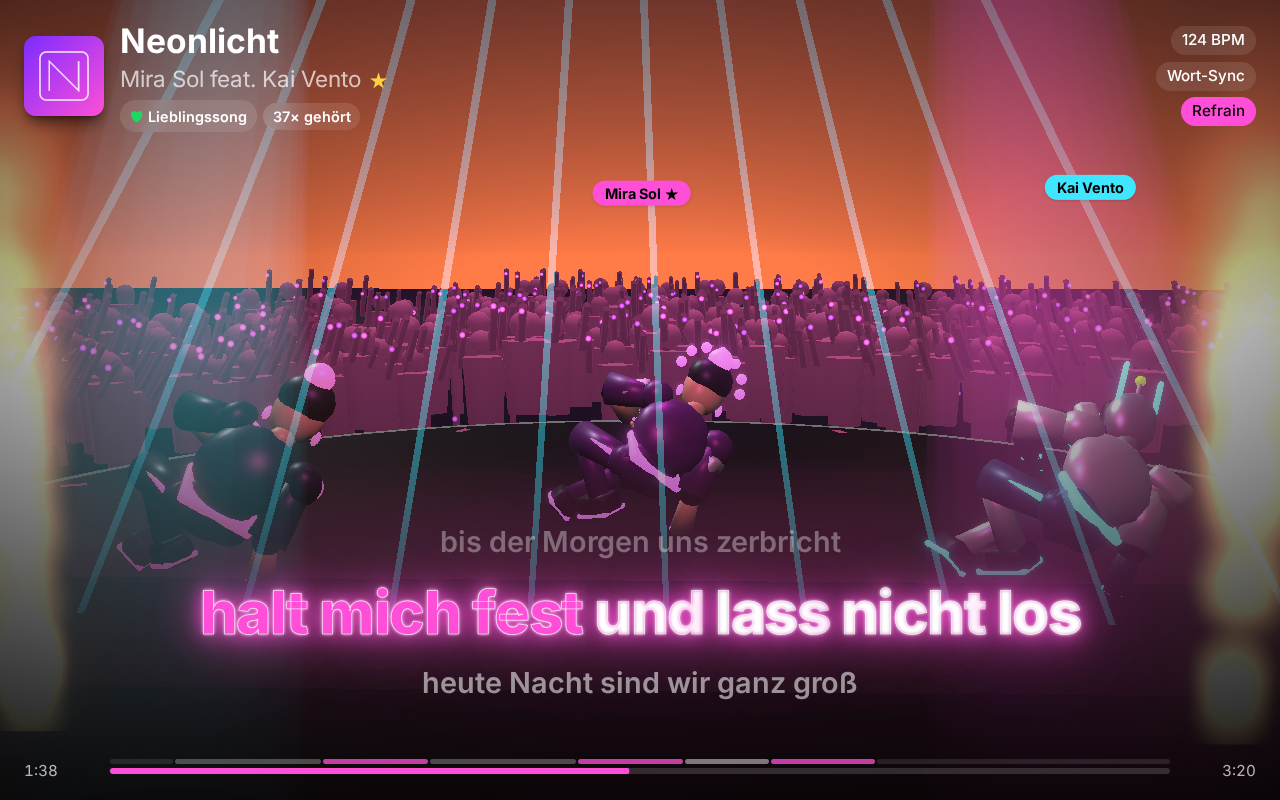 N
Neonlicht
Mira Sol feat. Kai Vento ★
Lieblingssong
37× gehört
124 BPM
Wort-Sync
Refrain
Mira Sol ★
Kai Vento
bis der Morgen uns zerbricht
halt mich fest und lass nicht los
heute Nacht sind wir ganz groß
1:38
3:20